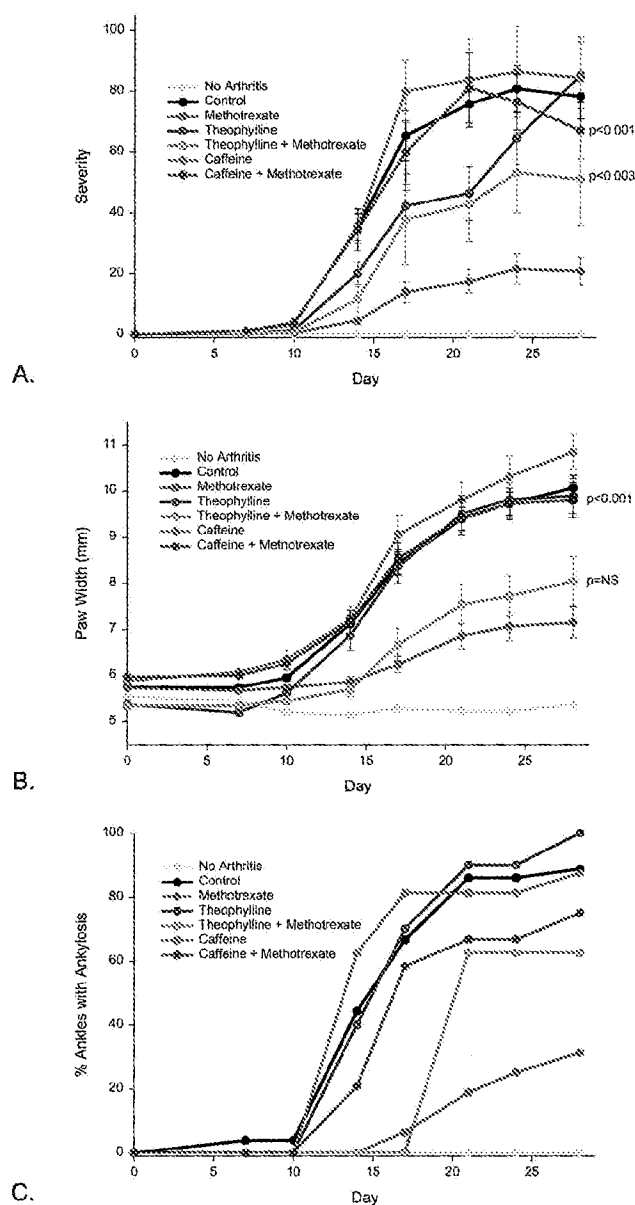 100
80
60
40
20
0
Severity
No Arthritis
Control
Methotrexate
Theophylline
Theophylline + Methotrexate
Caffeine
Caffeine + Methotrexate
p<0.001
p<0.003
0 5 10 15 20 25
Day
A.
11
10
9
8
7
6
5
Paw Width (mm)
No Arthritis
Control
Methotrexate
Theophylline
Theophylline + Methotrexate
Caffeine
Caffeine + Methotrexate
p<0.001
p=NS
0 5 10 15 20 25
Day
B.
100
80
60
40
20
0
% Ankles with Ankylosis
No Arthritis
Control
Methotrexate
Theophylline
Theophylline + Methotrexate
Caffeine
Caffeine + Methotrexate
0 5 10 15 20 25
Day
C.